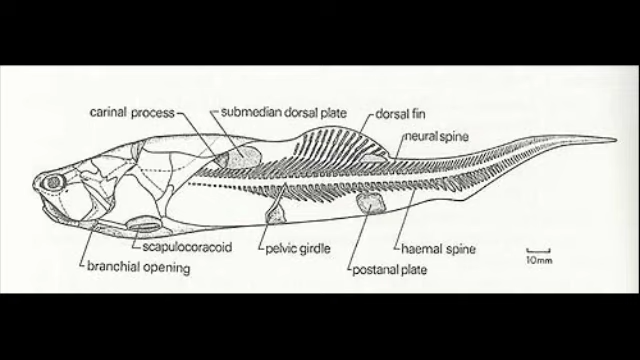 carinal process
submedian dorsal plate
dorsal fin
neural spine
scapulocoracoid
pelvic girdle
haemal spine
branchial opening
postanal plate
10mm